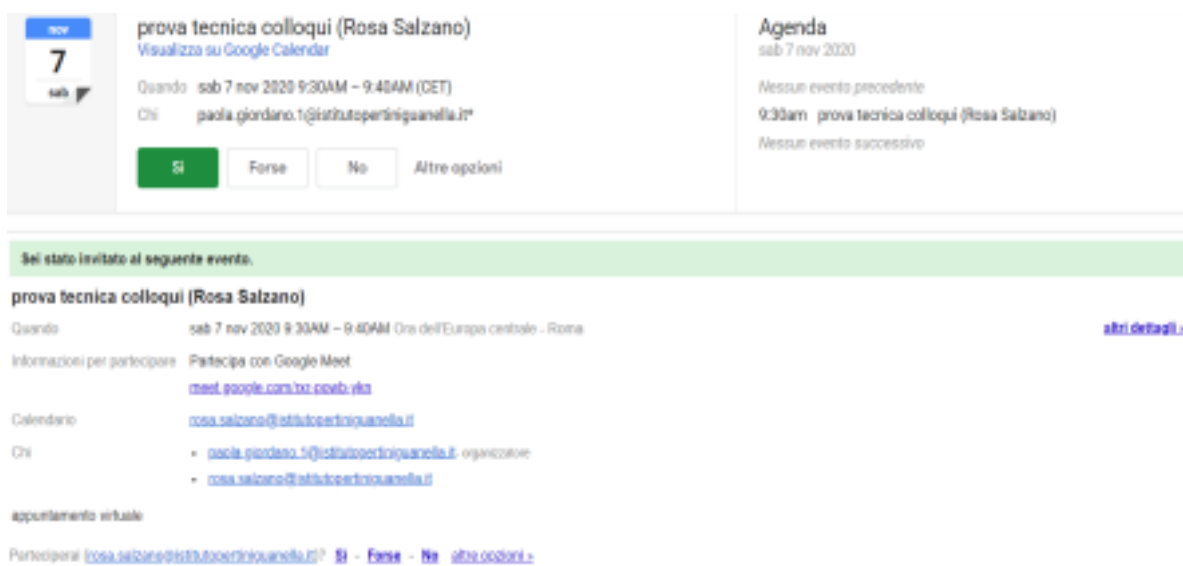 nov
7
sab
prova tecnica colloqui (Rosa Salzano)
Visualizza su Google Calendar
Quando sab 7 nov 2020 9:30AM – 9:40AM (CET)
Chi paola.giordano.1@istitutopertiniguanella.it*
Sì Forse No Altre opzioni
Agenda
sab 7 nov 2020
Nessun evento precedente
9:30am prova tecnica colloqui (Rosa Salzano)
Nessun evento successivo
Sei stato invitato al seguente evento.
prova tecnica colloqui (Rosa Salzano)
Quando sab 7 nov 2020 9:30AM – 9:40AM Ora dell'Europa centrale - Roma
altri dettagli »
Informazioni per partecipare Partecipa con Google Meet
Calendario rosa.salzano@istitutopertiniguanella.it
Chi
• paola.giordano.1@istitutopertiniguanella.it - organizzatore
• rosa.salzano@istitutopertiniguanella.it
appuntamento virtuale
Parteciperai (rosa.salzano@istitutopertiniguanella.it)? Sì - Forse - No altre opzioni »